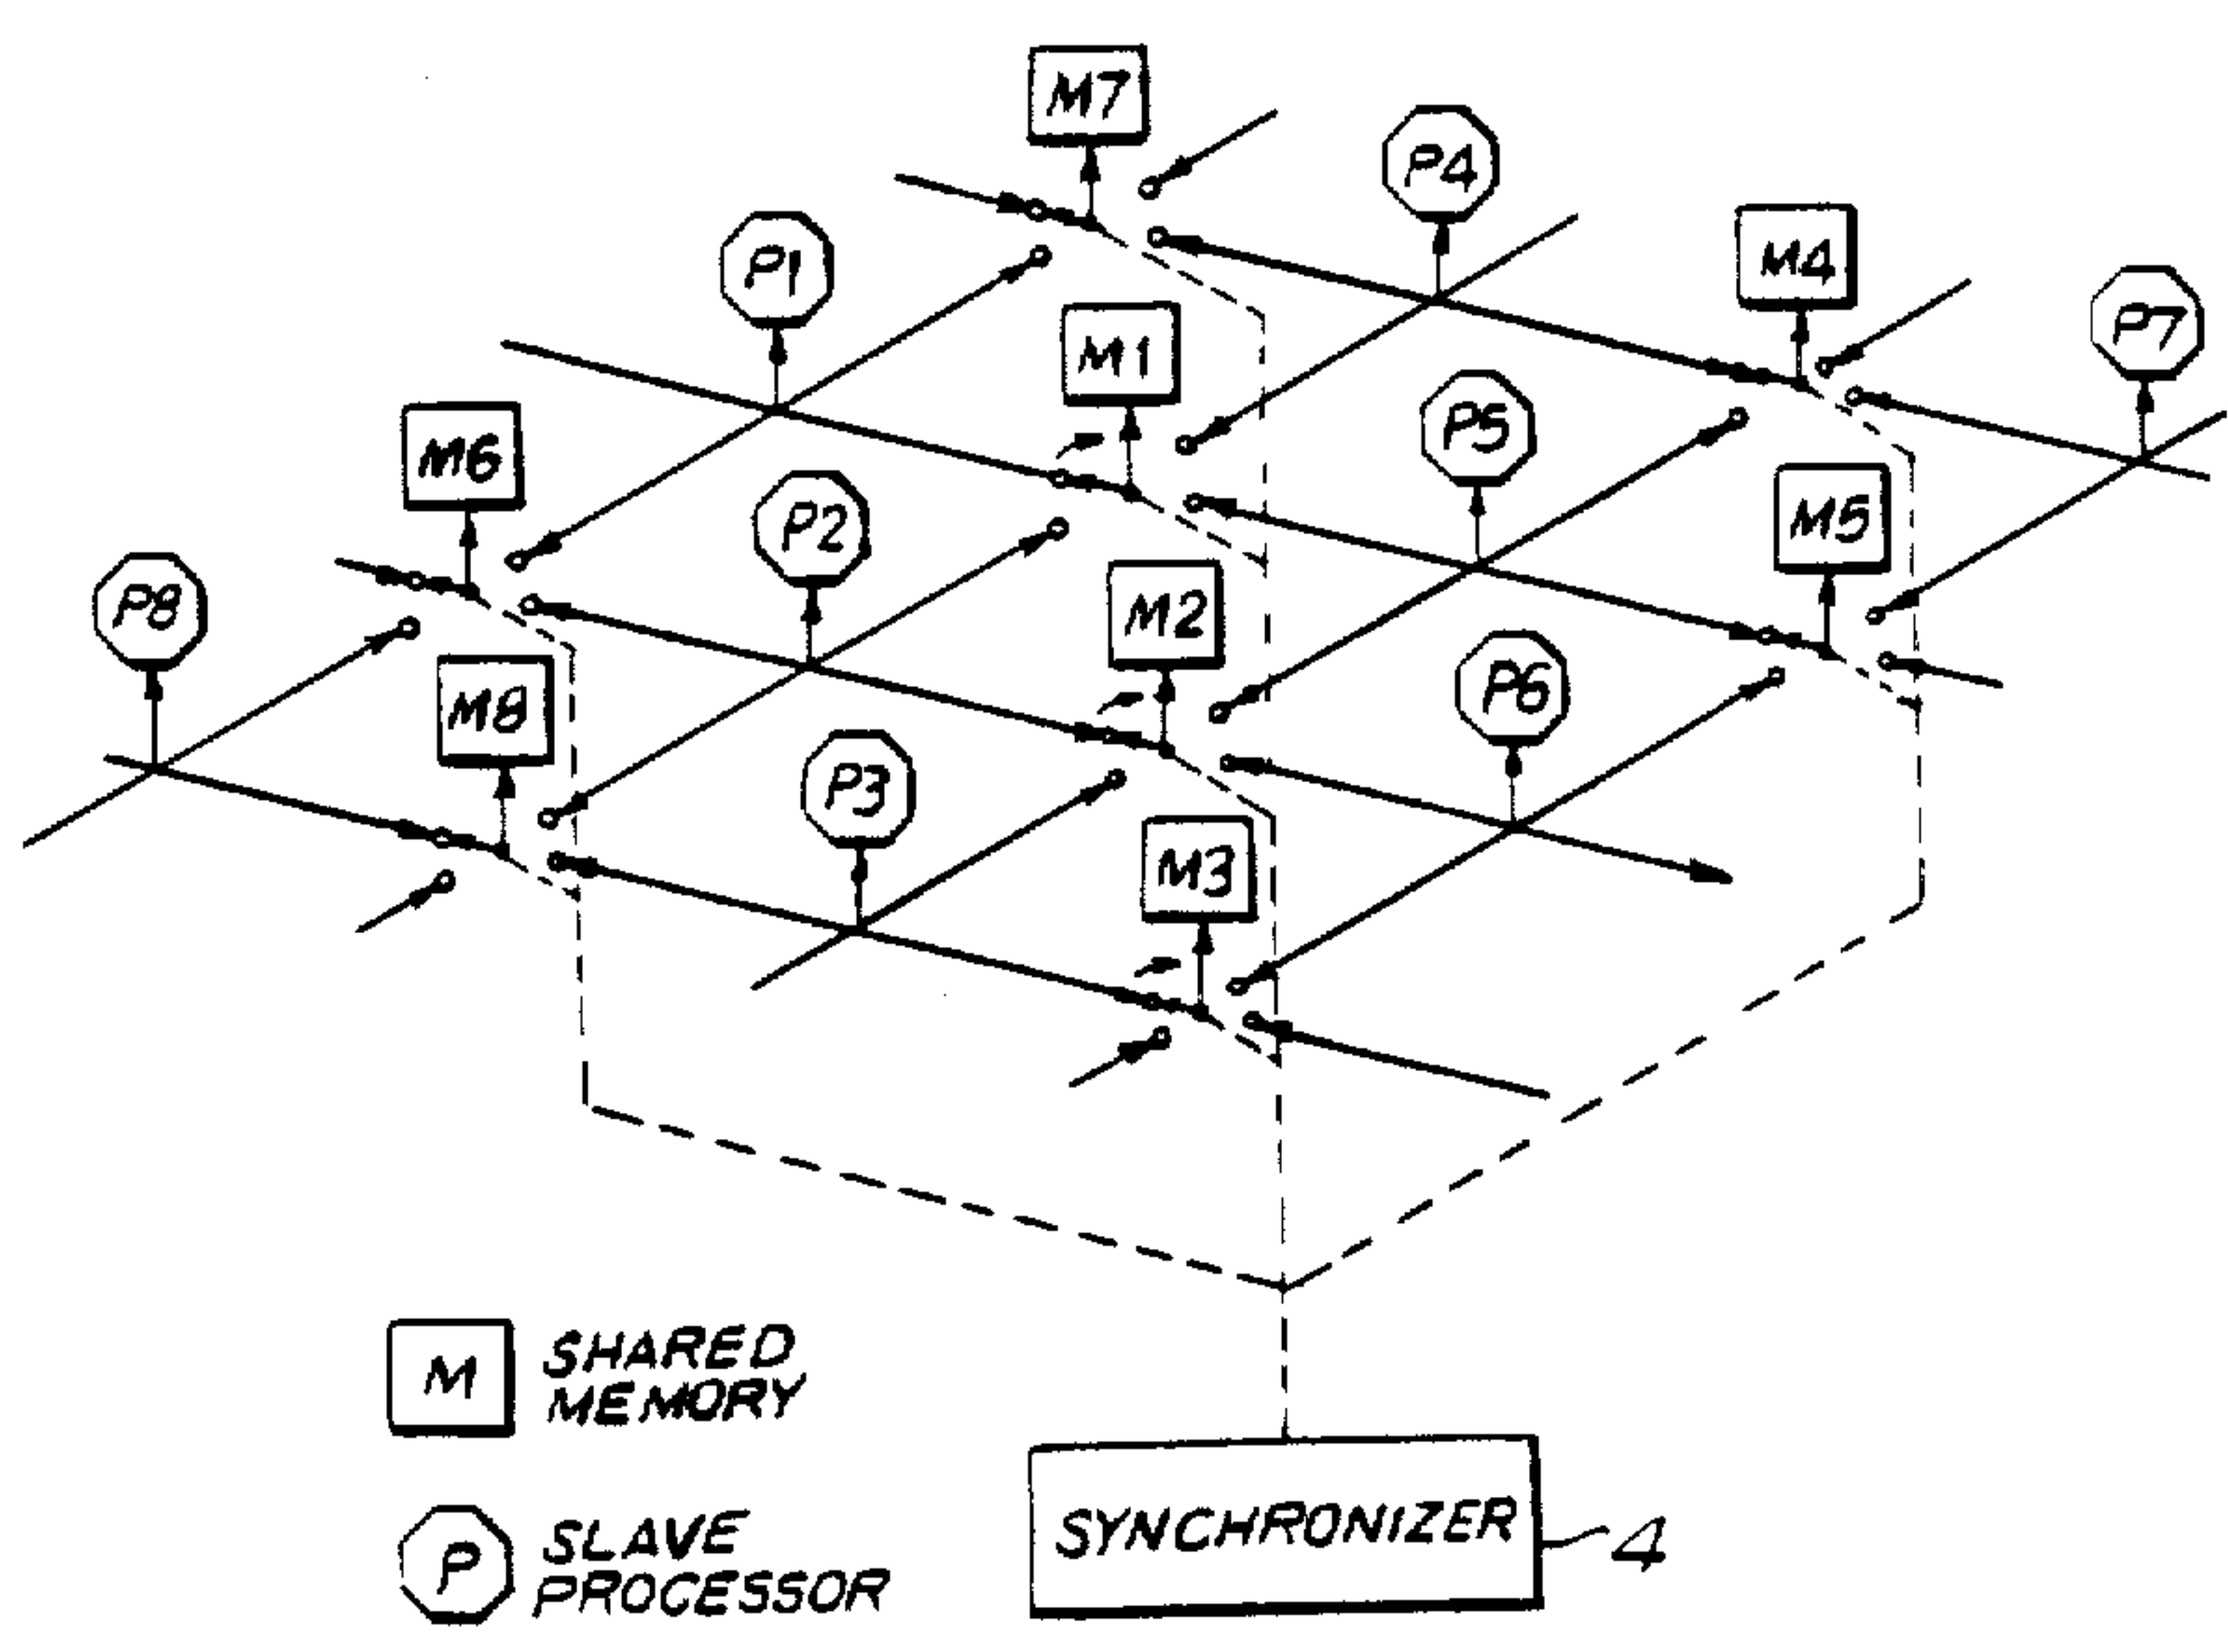 M7
P4
P1
M4
M1
P7
P5
M6
P2
M5
M2
P8
P6
M8
P3
M3
M
SHARED
MEMORY
SYNCHRONIZER
4
P
SLAVE
PROCESSOR